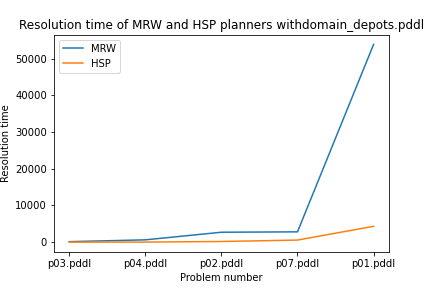 Resolution time of MRW and HSP planners withdomain_depots.pddl
MRW
HSP
Resolution time
50000
40000
30000
20000
10000
0
p03.pddl p04.pddl p02.pddl p07.pddl p01.pddl
Problem number